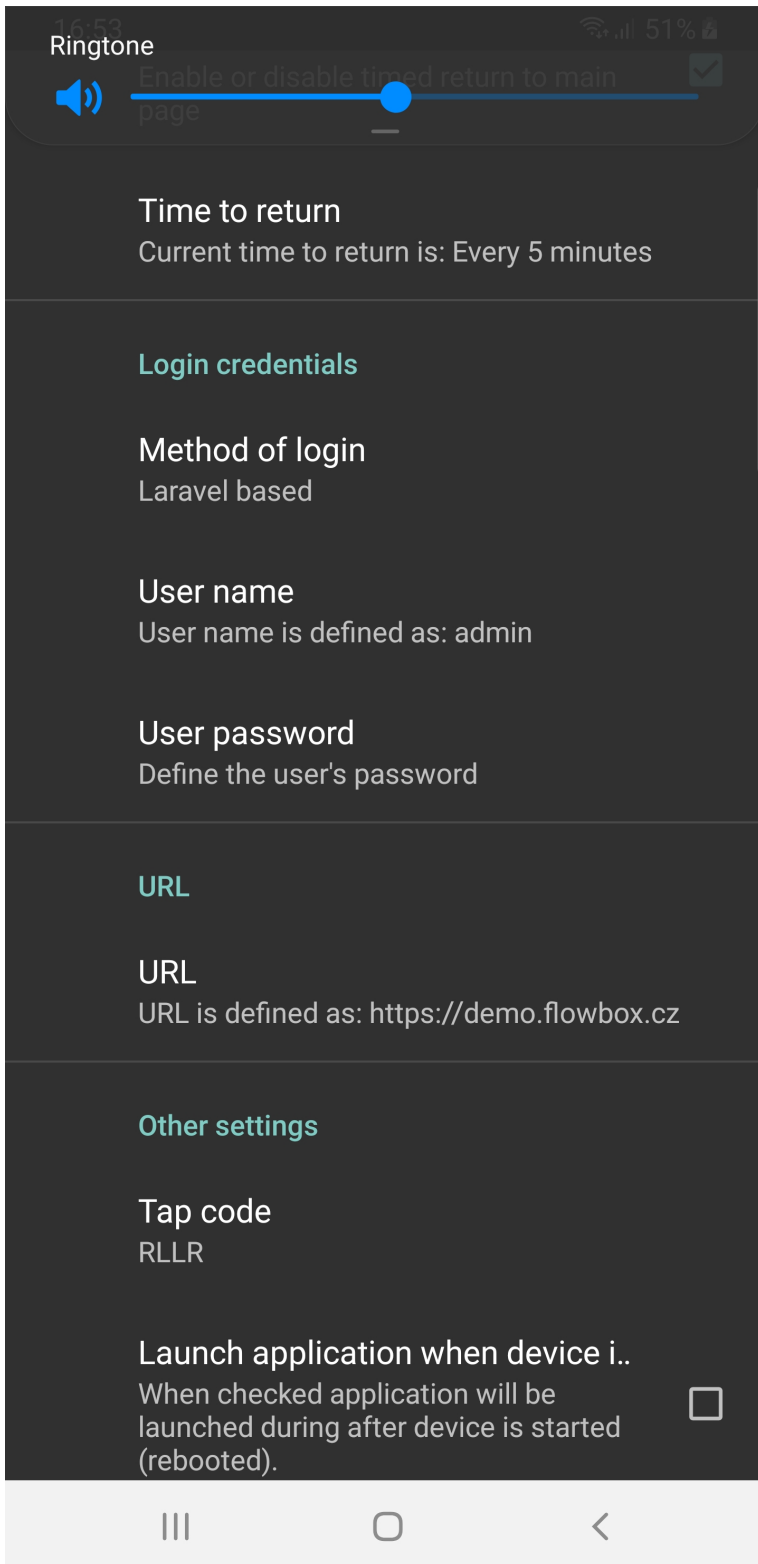 16:53
51%
Ringtone
Enable or disable timed return to main
page
Time to return
Current time to return is: Every 5 minutes
Login credentials
Method of login
Laravel based
User name
User name is defined as: admin
User password
Define the user's password
URL
URL
URL is defined as: https://demo.flowbox.cz
Other settings
Tap code
RLLR
Launch application when device i..
When checked application will be
launched during after device is started
(rebooted).